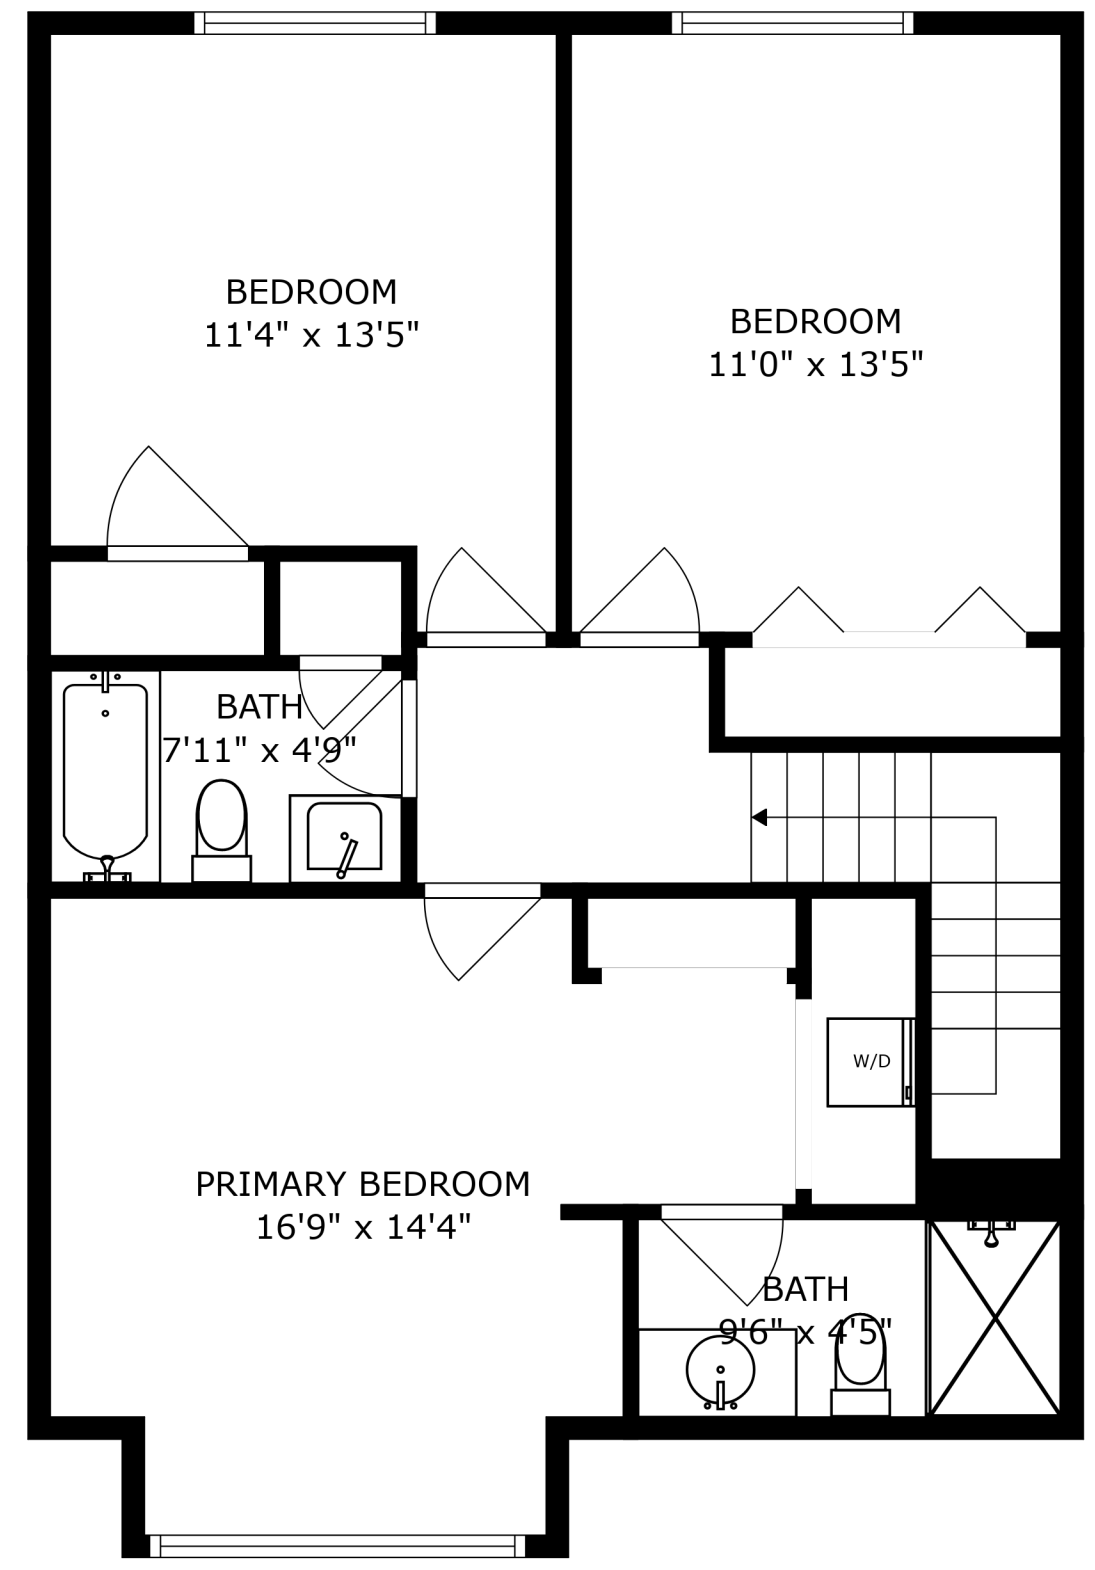 BEDROOM
11'4" x 13'5"
BEDROOM
11'0" x 13'5"
BATH
7'11" x 4'9"
W/D
PRIMARY BEDROOM
16'9" x 14'4"
BATH
9'6" x 4'5"